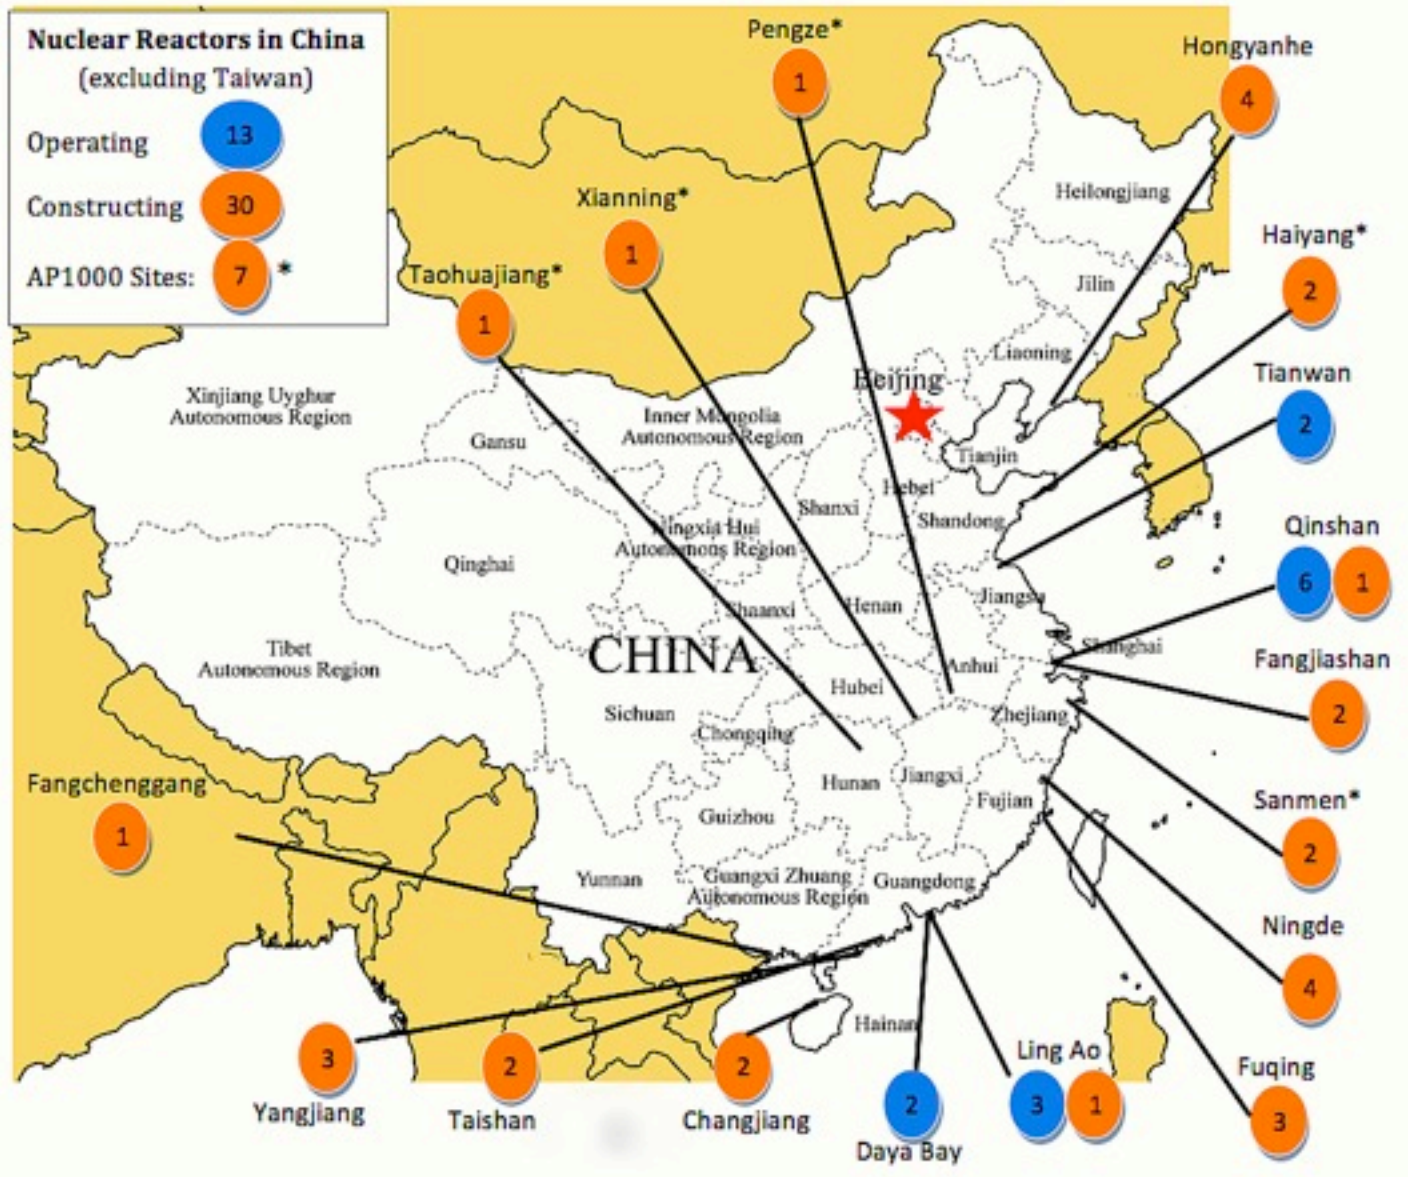 Nuclear Reactors in China
(excluding Taiwan)
Operating 13
Constructing 30
AP1000 Sites: 7 *
Pengze*
1
Hongyanhe
4
Xianning*
1
Haiyang*
2
Taohuajiang*
1
Tianwan
2
Qinshan
6 1
Fangjiashan
2
Sanmen*
2
Ningde
4
Fuqing
3
Ling Ao
3 1
2
Daya Bay
2
Changjiang
2
Taishan
3
Yangjiang
Fangchenggang
1
Heilongjiang
Jilin
Liaoning
Beijing
Tianjin
Hebei
Shandong
Shanxi
Inner Mongolia
Autonomous Region
Xinjiang Uyghur
Autonomous Region
Gansu
Ningxia Hui
Autonomous Region
Qinghai
Shaanxi
Henan
Jiangsu
Shanghai
Anhui
CHINA
Tibet
Autonomous Region
Hubei
Sichuan
Chongqing
Zhejiang
Hunan
Jiangxi
Fujian
Guizhou
Yunnan
Guangxi Zhuang
Autonomous Region
Guangdong
Hainan